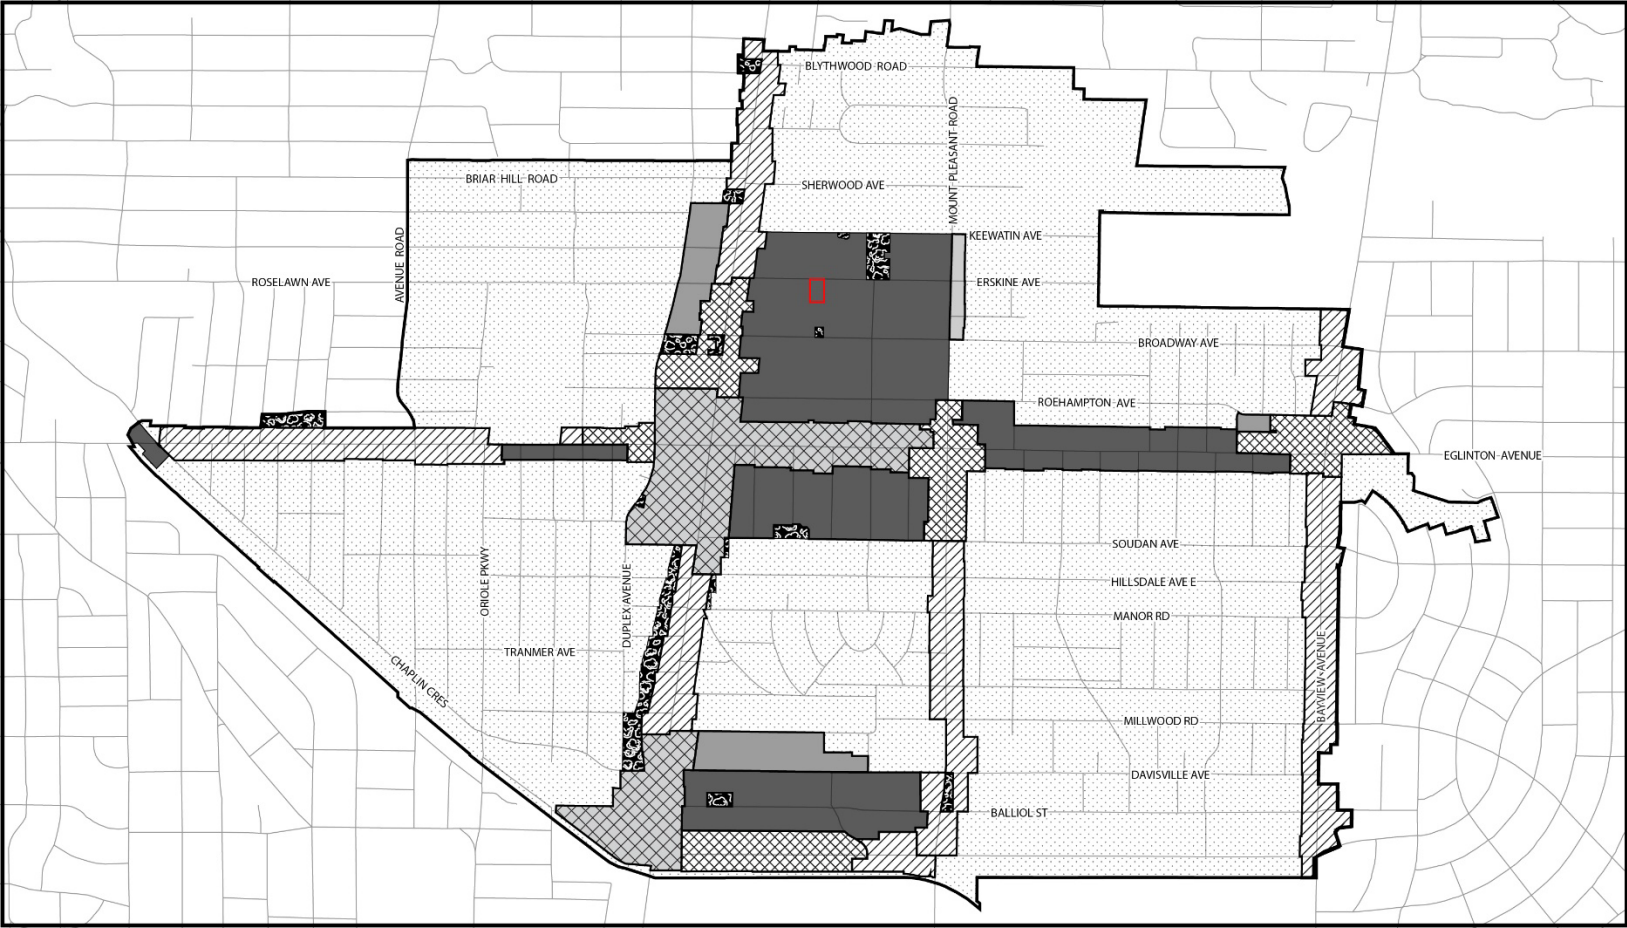 BLYTHWOOD ROAD
MOUNT PLEASANT ROAD
BRIAR HILL ROAD
SHERWOOD AVE
KEEWATIN AVE
AVENUE ROAD
ROSELAWN AVE
ERSKINE AVE
BROADWAY AVE
ROEHAMPTON AVE
EGLINTON AVENUE
SOUDAN AVE
ORIOLE PKWY
DUPLEX AVENUE
HILLSDALE AVE E
MANOR RD
TRANMER AVE
CHAPLIN CRES
BAYVIEW AVENUE
MILLWOOD RD
DAVISVILLE AVE
BALLIOL ST